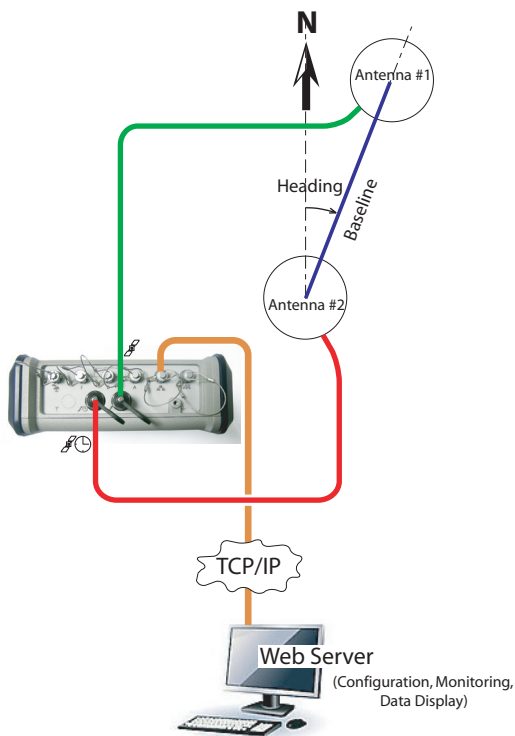 N
Antenna #1
Heading
Baseline
Antenna #2
TCP/IP
Web Server
(Configuration, Monitoring,
Data Display)